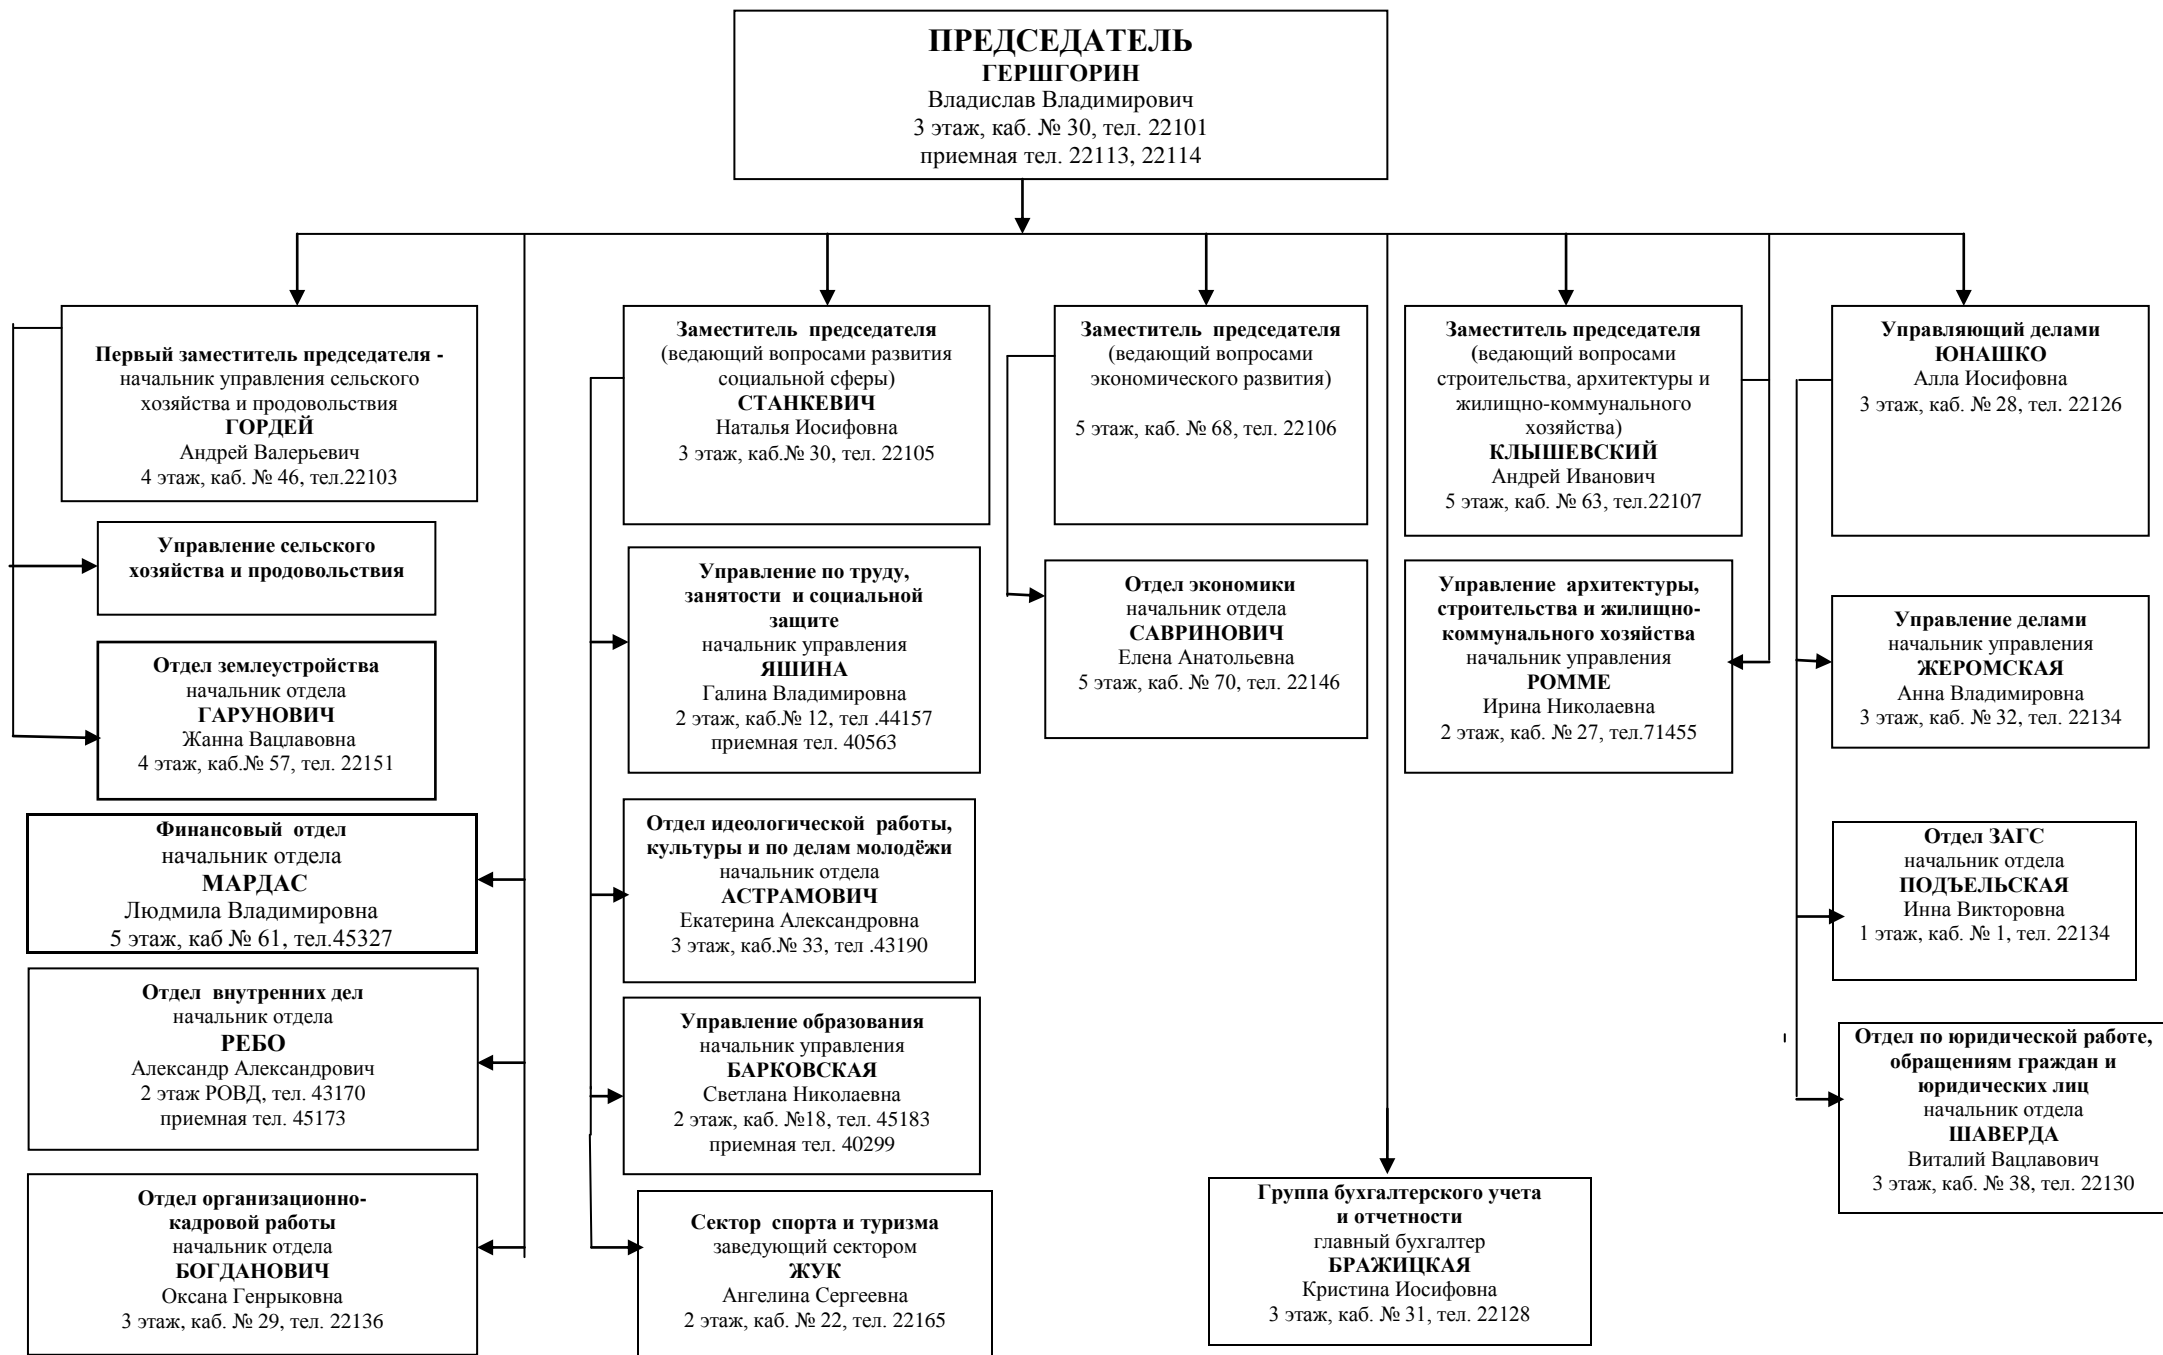 ПРЕДСЕДАТЕЛЬ
ГЕРШГОРИН
Владислав Владимирович
3 этаж, каб. № 30, тел. 22101
приемная тел. 22113, 22114
Первый заместитель председателя -
начальник управления сельского
хозяйства и продовольствия
ГОРДЕЙ
Андрей Валерьевич
4 этаж, каб. № 46, тел.22103
Управление сельского
хозяйства и продовольствия
Отдел землеустройства
начальник отдела
ГАРУНОВИЧ
Жанна Вацлавовна
4 этаж, каб.№ 57, тел. 22151
Финансовый отдел
начальник отдела
МАРДАС
Людмила Владимировна
5 этаж, каб № 61, тел.45327
Отдел внутренних дел
начальник отдела
РЕБО
Александр Александрович
2 этаж РОВД, тел. 43170
приемная тел. 45173
Отдел организационно-
кадровой работы
начальник отдела
БОГДАНОВИЧ
Оксана Генрыковна
3 этаж, каб. № 29, тел. 22136
Заместитель председателя
(ведающий вопросами развития
социальной сферы)
СТАНКЕВИЧ
Наталья Иосифовна
3 этаж, каб.№ 30, тел. 22105
Управление по труду,
занятости и социальной
защите
начальник управления
ЯШИНА
Галина Владимировна
2 этаж, каб.№ 12, тел .44157
приемная тел. 40563
Отдел идеологической работы,
культуры и по делам молодёжи
начальник отдела
АСТРАМОВИЧ
Екатерина Александровна
3 этаж, каб.№ 33, тел .43190
Управление образования
начальник управления
БАРКОВСКАЯ
Светлана Николаевна
2 этаж, каб. №18, тел. 45183
приемная тел. 40299
Сектор спорта и туризма
заведующий сектором
ЖУК
Ангелина Сергеевна
2 этаж, каб. № 22, тел. 22165
Заместитель председателя
(ведающий вопросами
экономического развития)
5 этаж, каб. № 68, тел. 22106
Отдел экономики
начальник отдела
САВРИНОВИЧ
Елена Анатольевна
5 этаж, каб. № 70, тел. 22146
Заместитель председателя
(ведающий вопросами
строительства, архитектуры и
жилищно-коммунального
хозяйства)
КЛЫШЕВСКИЙ
Андрей Иванович
5 этаж, каб. № 63, тел.22107
Управление архитектуры,
строительства и жилищно-
коммунального хозяйства
начальник управления
РОММЕ
Ирина Николаевна
2 этаж, каб. № 27, тел.71455
Группа бухгалтерского учета
и отчетности
главный бухгалтер
БРАЖИЦКАЯ
Кристина Иосифовна
3 этаж, каб. № 31, тел. 22128
Управляющий делами
ЮНАШКО
Алла Иосифовна
3 этаж, каб. № 28, тел. 22126
Управление делами
начальник управления
ЖЕРОМСКАЯ
Анна Владимировна
3 этаж, каб. № 32, тел. 22134
Отдел ЗАГС
начальник отдела
ПОДЪЕЛЬСКАЯ
Инна Викторовна
1 этаж, каб. № 1, тел. 22134
Отдел по юридической работе,
обращениям граждан и
юридических лиц
начальник отдела
ШАВЕРДА
Виталий Вацлавович
3 этаж, каб. № 38, тел. 22130